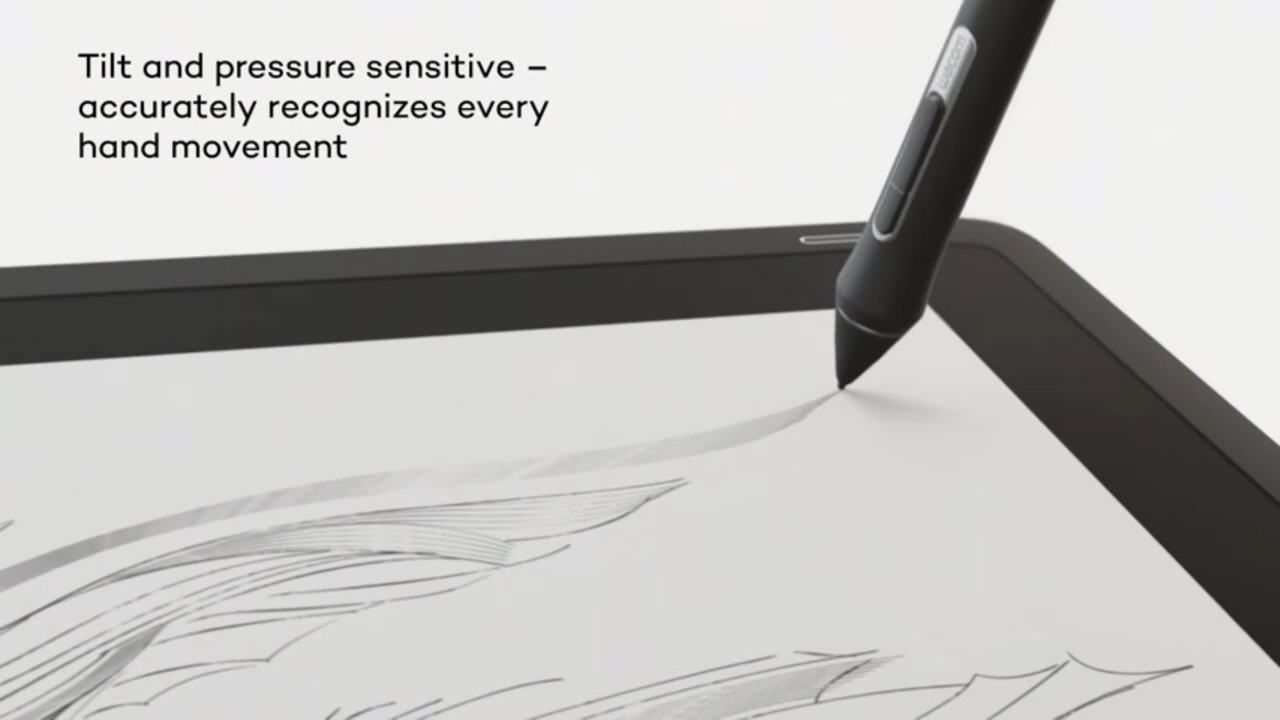 Tilt and pressure sensitive –
accurately recognizes every
hand movement
wacom